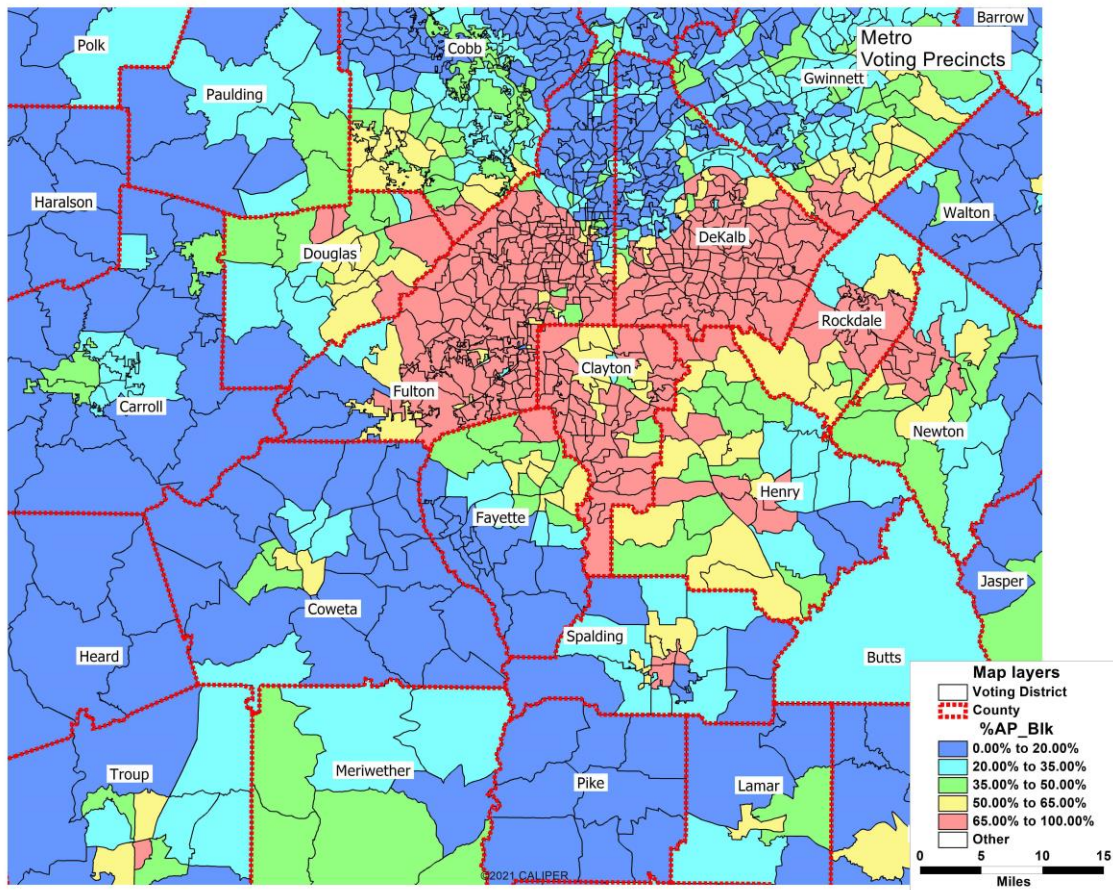 Barrow
Polk
Cobb
Metro
Voting Precincts
Gwinnett
Paulding
Haralson
Walton
DeKalb
Douglas
Rockdale
Clayton
Fulton
Carroll
Newton
Henry
Fayette
Jasper
Coweta
Spalding
Heard
Butts
Troup
Meriwether
Pike
Lamar
Map layers
Voting District
County
%AP_Blk
0.00% to 20.00%
20.00% to 35.00%
35.00% to 50.00%
50.00% to 65.00%
65.00% to 100.00%
Other
0 5 10 15
Miles
©2021 CALIPER